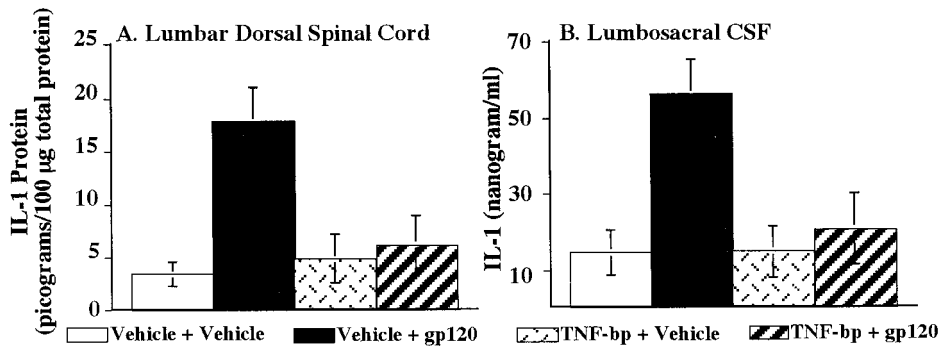 A. Lumbar Dorsal Spinal Cord
IL-1 Protein
(picograms/100 µg total protein)
25
20
15
10
5
0
B. Lumbosacral CSF
IL-1 (nanogram/ml)
70
50
30
10
Vehicle + Vehicle
Vehicle + gp120
TNF-bp + Vehicle
TNF-bp + gp120